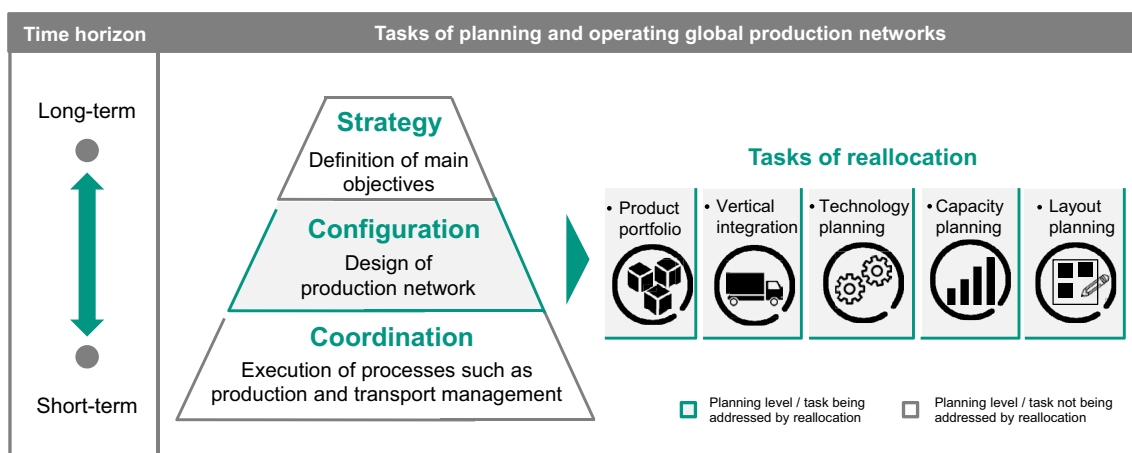 Time horizon
Tasks of planning and operating global production networks
Long-term
Short-term
Strategy
Definition of main
objectives
Configuration
Design of
production network
Coordination
Execution of processes such as
production and transport management
Tasks of reallocation
• Product
portfolio
• Vertical
integration
• Technology
planning
• Capacity
planning
• Layout
planning
Planning level / task being
addressed by reallocation
Planning level / task not being
addressed by reallocation